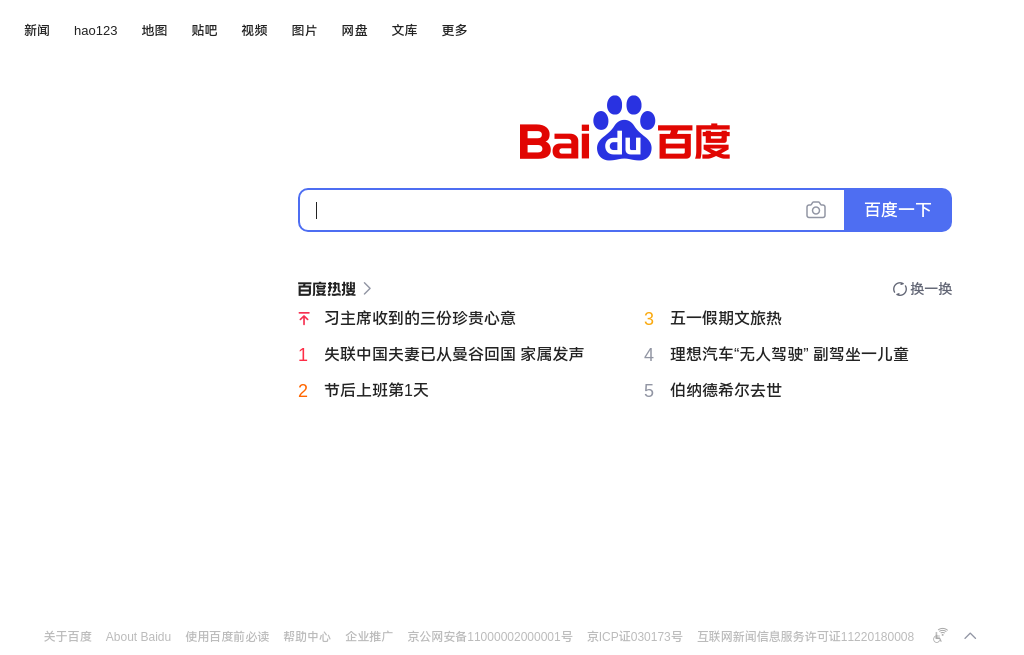 新闻 hao123 地图 贴吧 视频 图片 网盘 文库 更多
Bai du 百度
百度一下
百度热搜 换一换
习主席收到的三份珍贵心意
1 失联中国夫妻已从曼谷回国 家属发声
2 节后上班第1天
3 五一假期文旅热
4 理想汽车“无人驾驶” 副驾坐一儿童
5 伯纳德希尔去世
关于百度 About Baidu 使用百度前必读 帮助中心 企业推广 京公网安备11000002000001号 京ICP证030173号 互联网新闻信息服务许可证11220180008